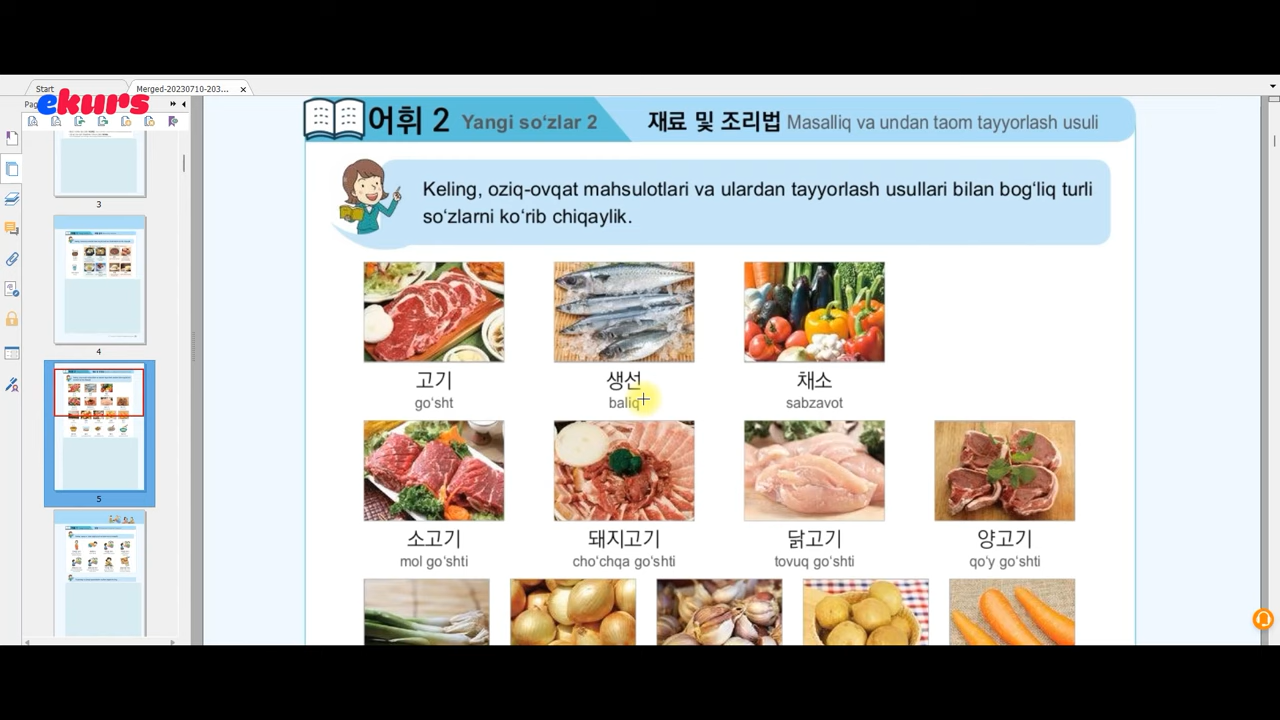 Start
Merged-20230710-203...
ekurs
어휘 2 Yangi so‘zlar 2 재료 및 조리법 Masalliq va undan taom tayyorlash usuli
Keling, oziq-ovqat mahsulotlari va ulardan tayyorlash usullari bilan bog‘liq turli
so‘zlarni ko‘rib chiqaylik.
고기 생선 채소
go‘sht baliq sabzavot
소고기 돼지고기 닭고기 양고기
mol go‘shti cho‘chqa go‘shti tovuq go‘shti qo‘y go‘shti
3
4
5